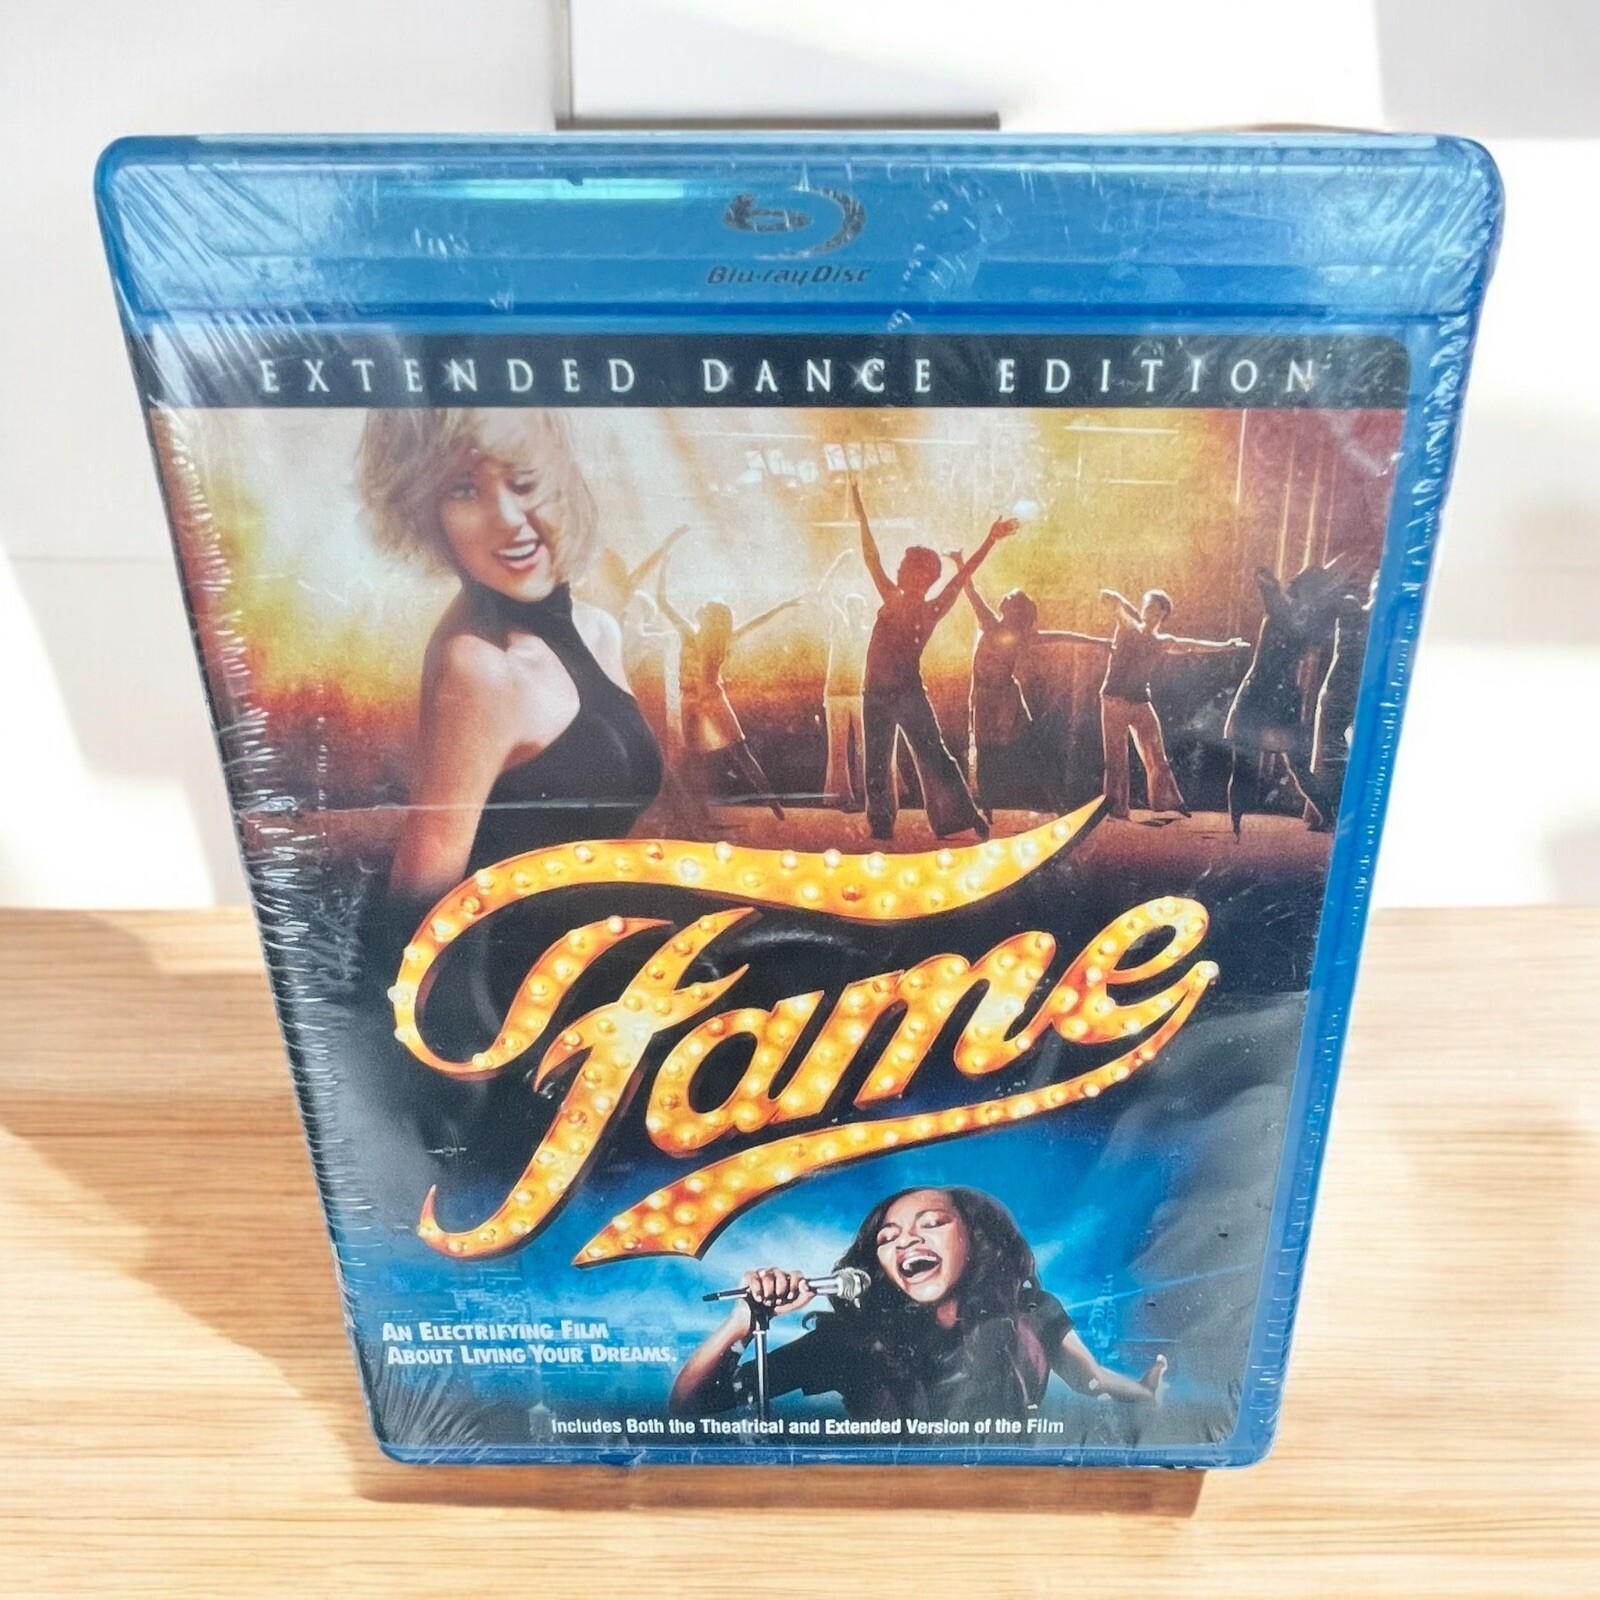 Blu-ray Disc
EXTENDED DANCE EDITION
Fame
AN ELECTRIFYING FILM
ABOUT LIVING YOUR DREAMS.
Includes Both the Theatrical and Extended Version of the Film